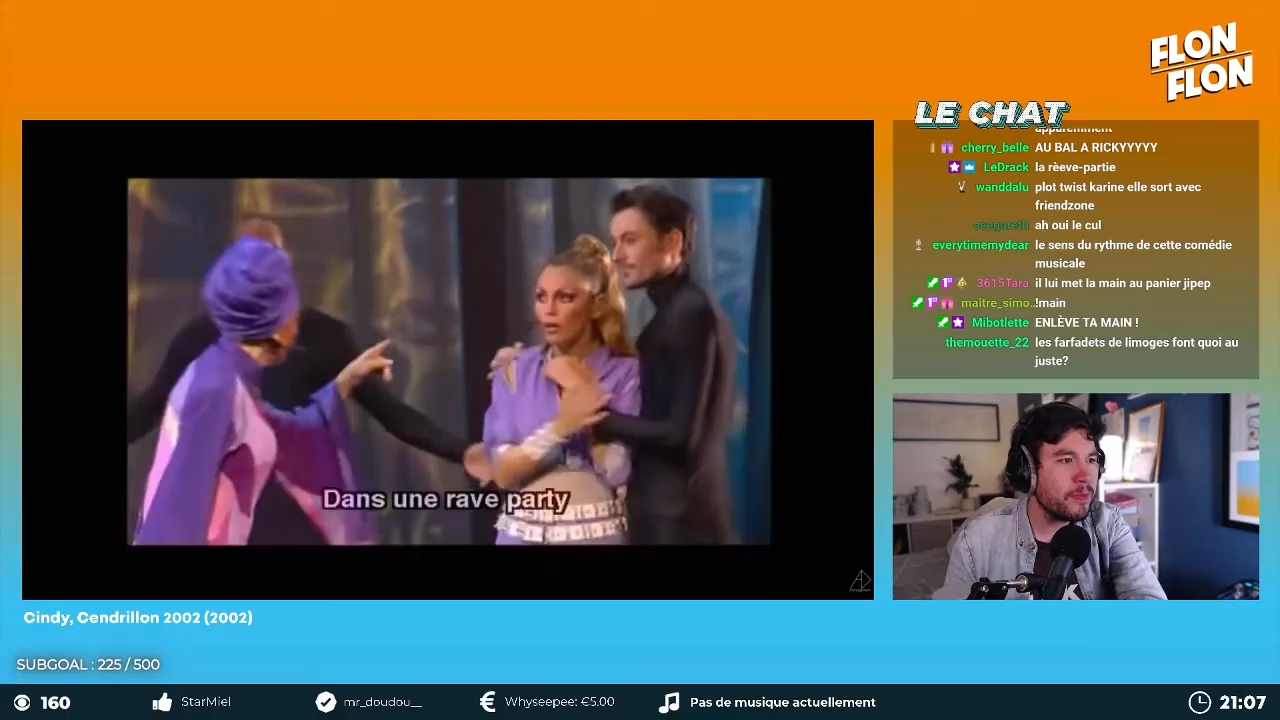 FLON
FLON
LE CHAT
apparemment
cherry_belle AU BAL A RICKYYYYY
LeDrack la rèeve-partie
wanddalu plot twist karine elle sort avec
friendzone
ah oui le cul
everytimemydear le sens du rythme de cette comédie
musicale
3615Tara il lui met la main au panier jipep
maitre_simo.. !main
Mibotlette ENLÈVE TA MAIN !
themouette_22 les farfadets de limoges font quoi au
juste?
Dans une rave party
Cindy, Cendrillon 2002 (2002)
SUBGOAL : 225 / 500
160 StarMiel mr_doudou__ € Whyseepee: €5.00 Pas de musique actuellement 21:07